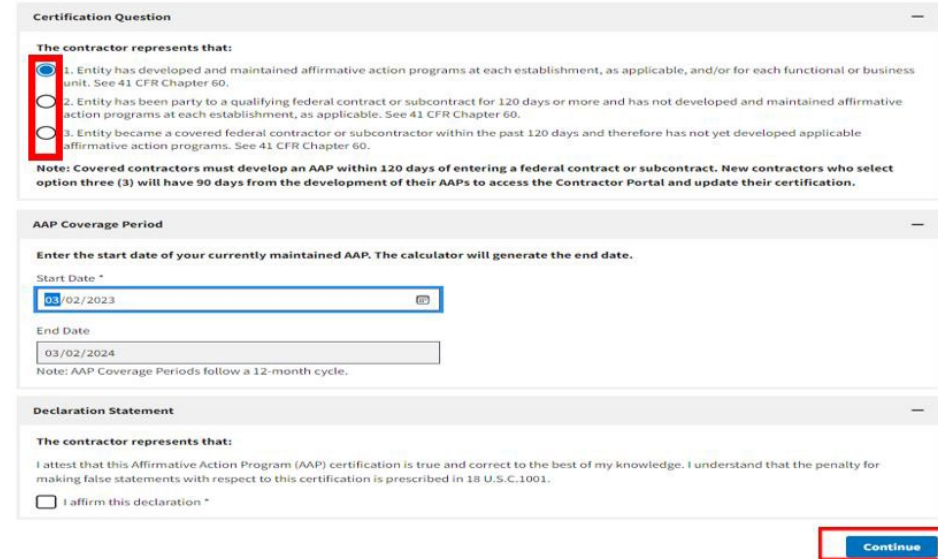 Certification Question
The contractor represents that:
1. Entity has developed and maintained affirmative action programs at each establishment, as applicable, and/or for each functional or business
unit. See 41 CFR Chapter 60.
2. Entity has been party to a qualifying federal contract or subcontract for 120 days or more and has not developed and maintained affirmative
action programs at each establishment, as applicable. See 41 CFR Chapter 60.
3. Entity became a covered federal contractor or subcontractor within the past 120 days and therefore has not yet developed applicable
affirmative action programs. See 41 CFR Chapter 60.
Note: Covered contractors must develop an AAP within 120 days of entering a federal contract or subcontract. New contractors who select
option three (3) will have 90 days from the development of their AAPs to access the Contractor Portal and update their certification.
AAP Coverage Period
Enter the start date of your currently maintained AAP. The calculator will generate the end date.
Start Date *
03/02/2023
End Date
03/02/2024
Note: AAP Coverage Periods follow a 12-month cycle.
Declaration Statement
The contractor represents that:
I attest that this Affirmative Action Program (AAP) certification is true and correct to the best of my knowledge. I understand that the penalty for
making false statements with respect to this certification is prescribed in 18 U.S.C.1001.
I affirm this declaration *
Continue